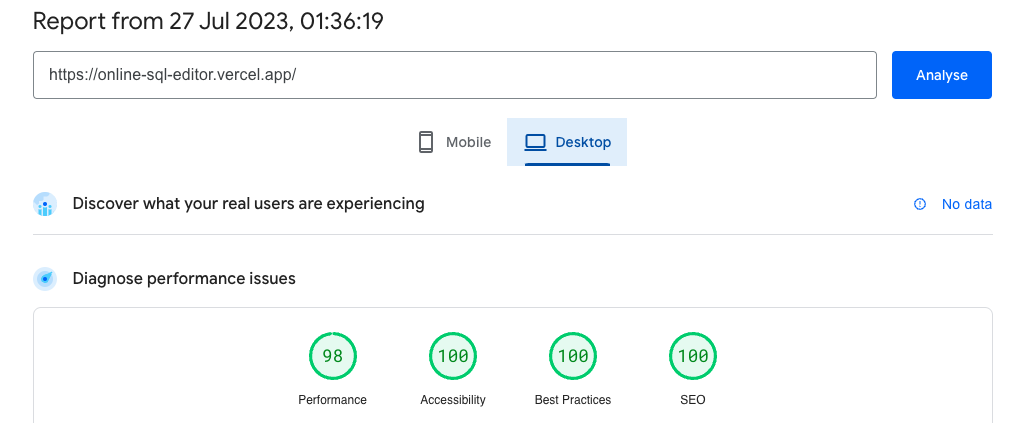 Report from 27 Jul 2023, 01:36:19
https://online-sql-editor.vercel.app/
Analyse
Mobile
Desktop
Discover what your real users are experiencing
No data
Diagnose performance issues
98
100
100
100
Performance
Accessibility
Best Practices
SEO